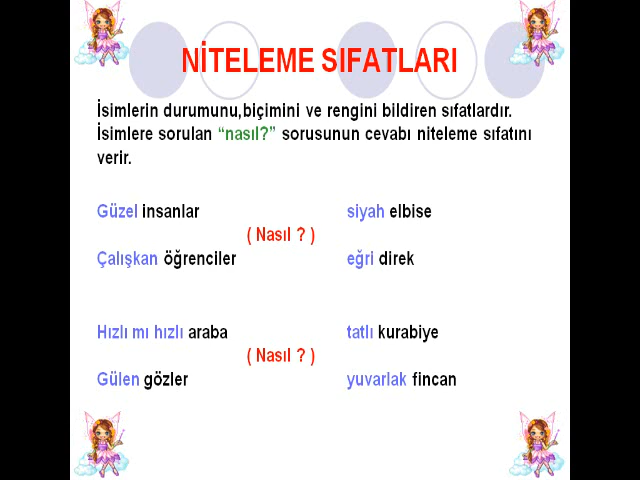 NİTELEME SIFATLARI
İsimlerin durumunu,biçimini ve rengini bildiren sıfatlardır.
İsimlere sorulan “nasıl?” sorusunun cevabı niteleme sıfatını
verir.
Güzel insanlar siyah elbise
( Nasıl ? )
Çalışkan öğrenciler eğri direk
Hızlı mı hızlı araba tatlı kurabiye
( Nasıl ? )
Gülen gözler yuvarlak fincan